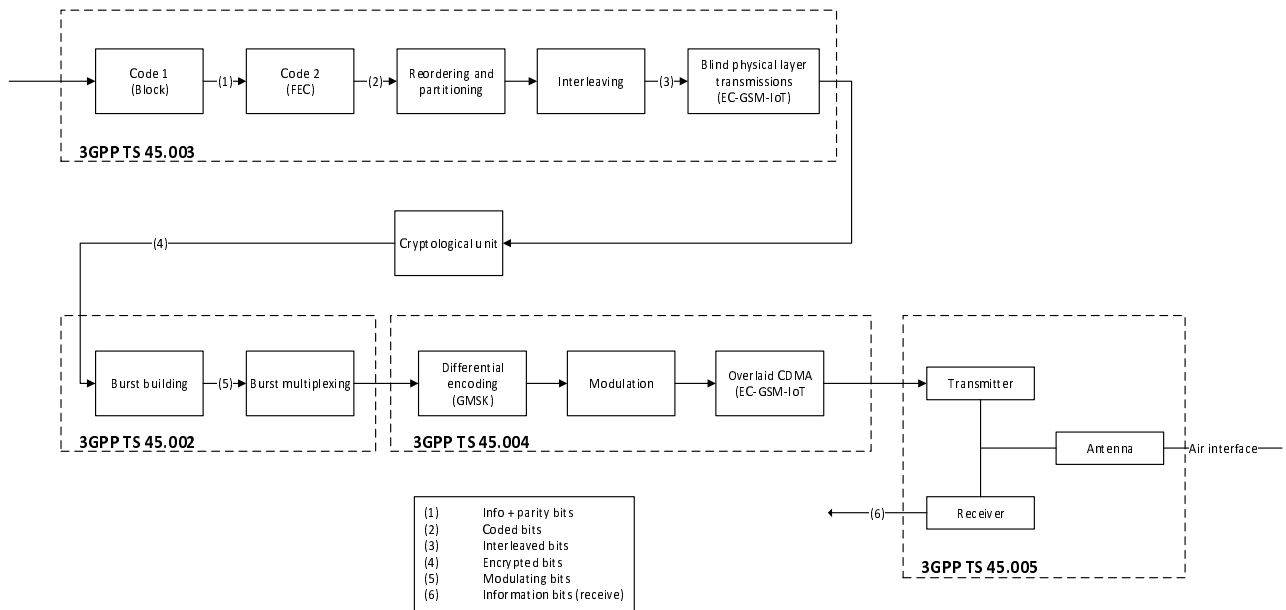 Code 1
(Block)
(1)
Code 2
(FEC)
(2)
Reordering and
partitioning
Interleaving
(3)
Blind physical layer
transmissions
(EC-GSM-IoT)
3GPP TS 45.003
(4)
Cryptological unit
Burst building
(5)
Burst multiplexing
3GPP TS 45.002
Differential
encoding
(GMSK)
Modulation
Overlaid CDMA
(EC-GSM-IoT
3GPP TS 45.004
Transmitter
Antenna
Air interface
Receiver
(6)
3GPP TS 45.005
(1) Info + parity bits
(2) Coded bits
(3) Interleaved bits
(4) Encrypted bits
(5) Modulating bits
(6) Information bits (receive)